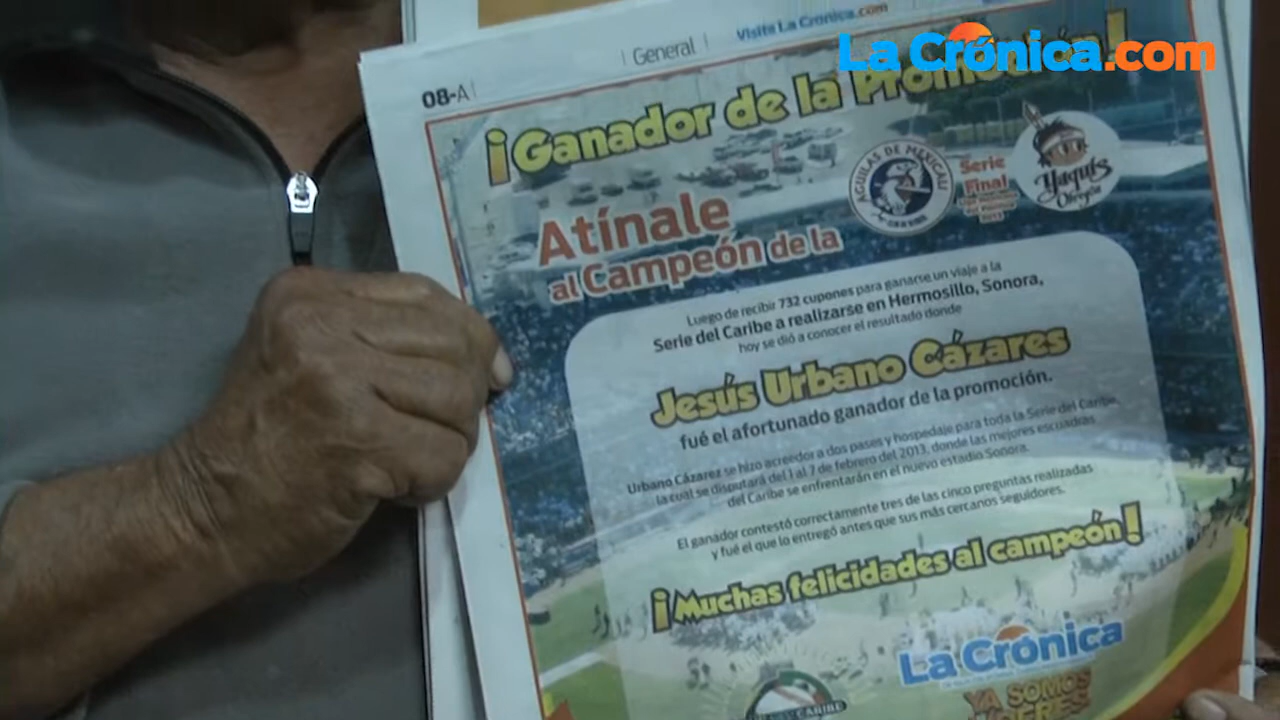 La Crónica.com
Visite La Crónica.com
General
08-A
¡Ganador de la Promoción!
AGUILAS DE MEXICALI
Serie
Final
2013
Yaquis
Obregón
Atínale
al Campeón de la
Luego de recibir 732 cupones para ganarse un viaje a la
Serie del Caribe a realizarse en Hermosillo, Sonora,
hoy se dió a conocer el resultado donde
Jesús Urbano Cázares
fué el afortunado ganador de la promoción.
Urbano Cázarez se hizo acreedor a dos pases y hospedaje para toda la Serie del Caribe,
la cual se disputará del 1 al 7 de febrero del 2013, donde las mejores escuadras
del Caribe se enfrentarán en el nuevo estadio Sonora.
El ganador contestó correctamente tres de las cinco preguntas realizadas
y fué el que lo entregó antes que sus más cercanos seguidores.
¡Muchas felicidades al campeón!
La Crónica
CARIBE
YA SOMOS